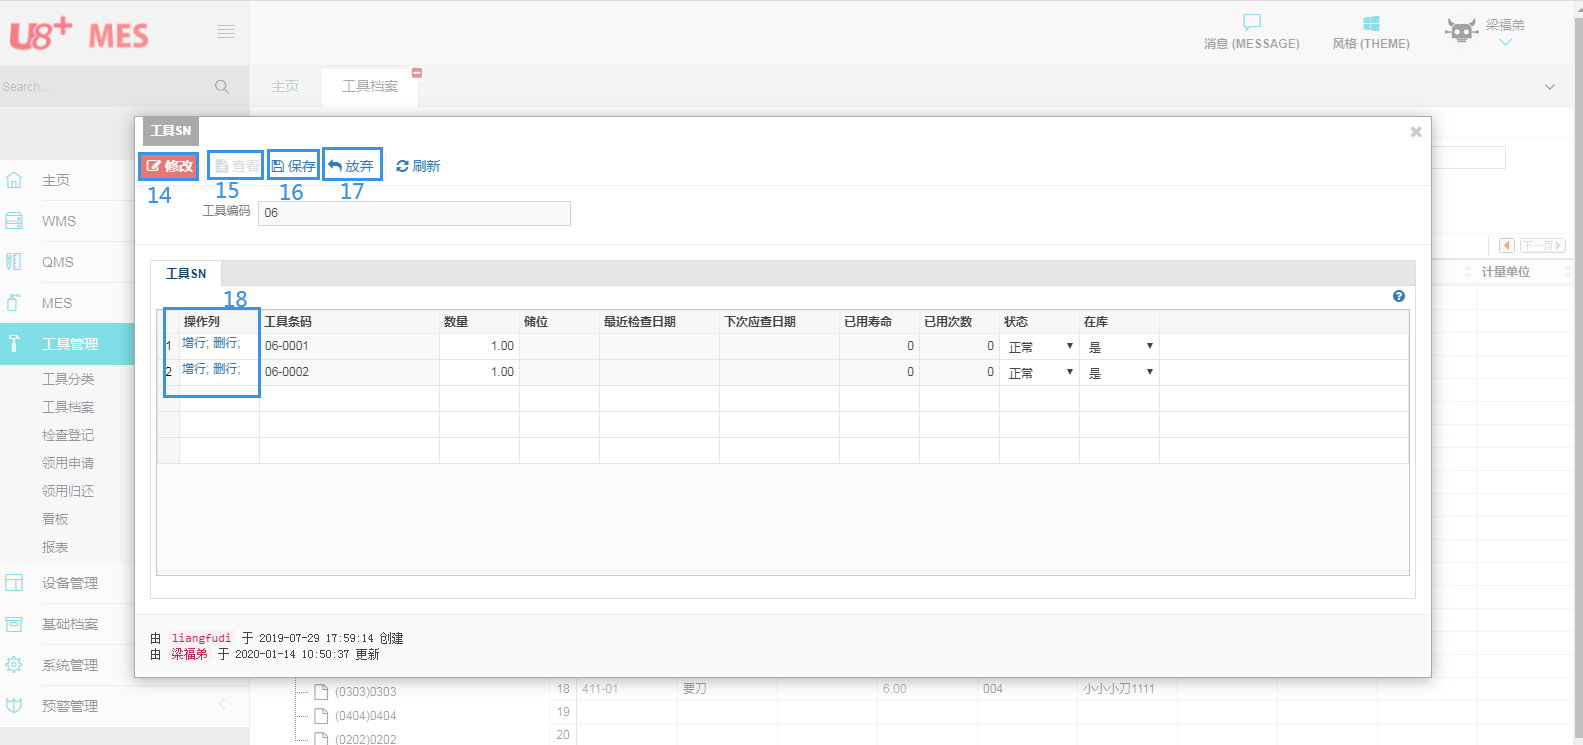 U8+ MES
消息 (MESSAGE)
风格 (THEME)
梁福弟
Search...
主页
工具档案
工具SN
修改
查看
保存
放弃
刷新
14
15
16
17
工具编码
06
主页
WMS
QMS
MES
工具管理
工具分类
工具档案
检查登记
领用申请
领用归还
看板
报表
设备管理
基础档案
系统管理
预警管理
下一页
计量单位
工具SN
18
操作列 工具条码 数量 储位 最近检查日期 下次应查日期 已用寿命 已用次数 状态 在库
1 增行; 删行; 06-0001 1.00 0 0 正常 是
2 增行; 删行; 06-0002 1.00 0 0 正常 是
由 liangfudi 于 2019-07-29 17:59:14 创建
由 梁福弟 于 2020-01-14 10:50:37 更新
(0303)0303
(0404)0404
(0202)0202
18 411-01 要刀 6.00 004 小小小刀1111
19
20